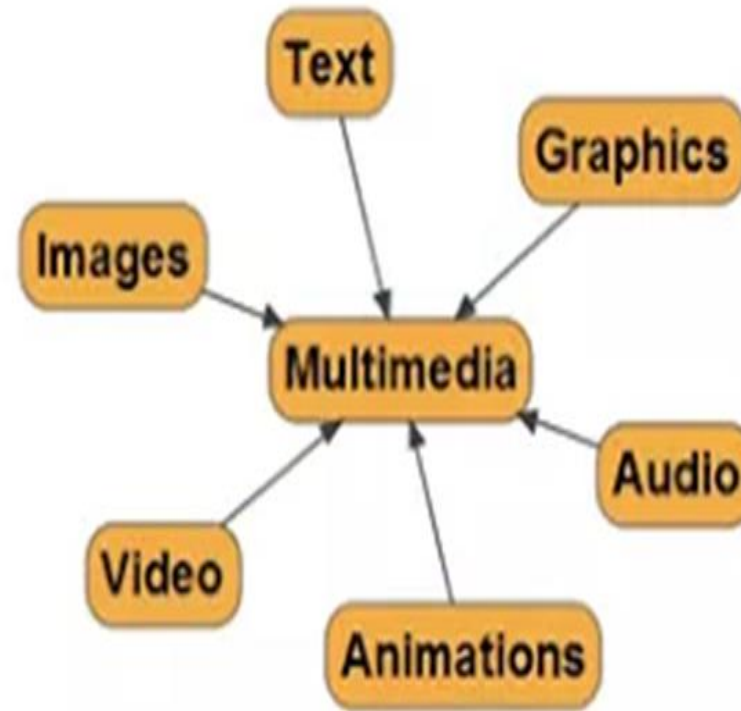 Text
Graphics
Images
Multimedia
Audio
Video
Animations